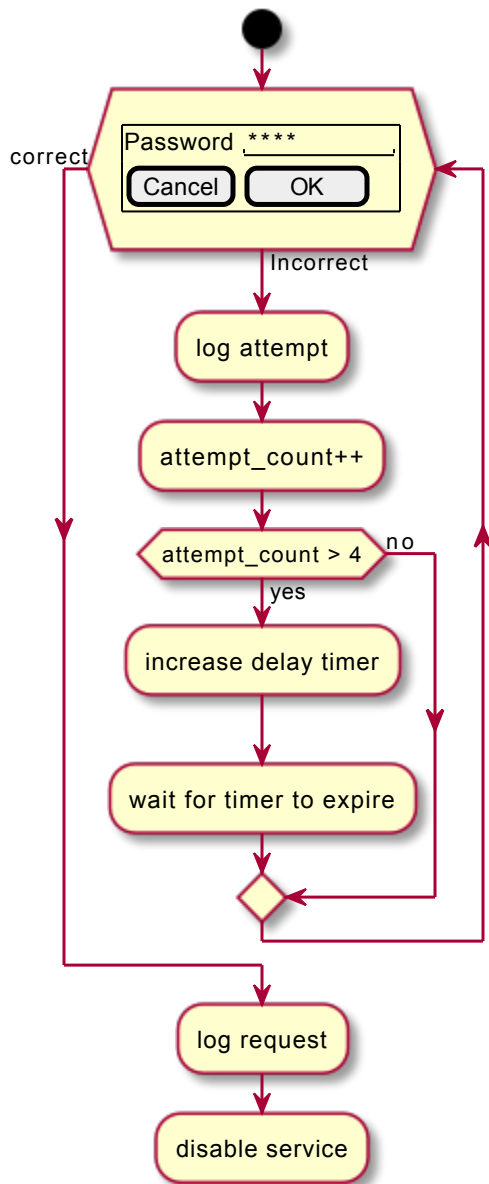 Password ****
correct
Cancel OK
Incorrect
log attempt
attempt_count++
attempt_count > 4
no
yes
increase delay timer
wait for timer to expire
log request
disable service